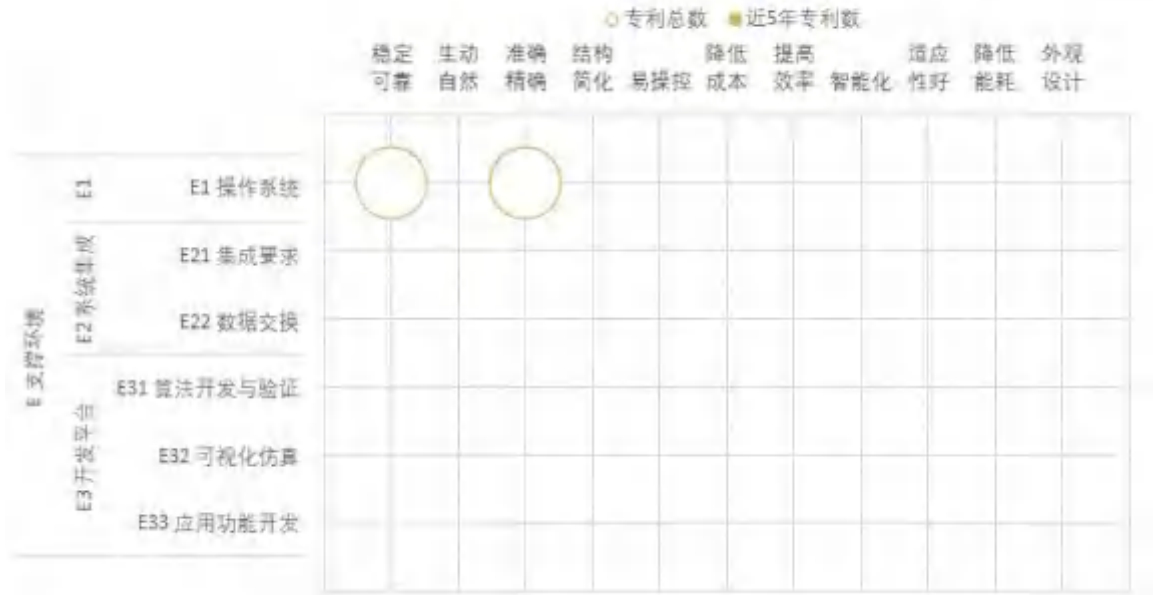 专利总数 近5年专利数
稳定 生动 准确 结构 降低 提高 适应 降低 外观
可靠 自然 精确 简化 易操控 成本 效率 智能化 性好 能耗 设计
E1
E1 操作系统
E2 系统集成
E21 集成要求
E22 数据交换
E 支撑环境
E3 开发平台
E31 算法开发与验证
E32 可视化仿真
E33 应用功能开发